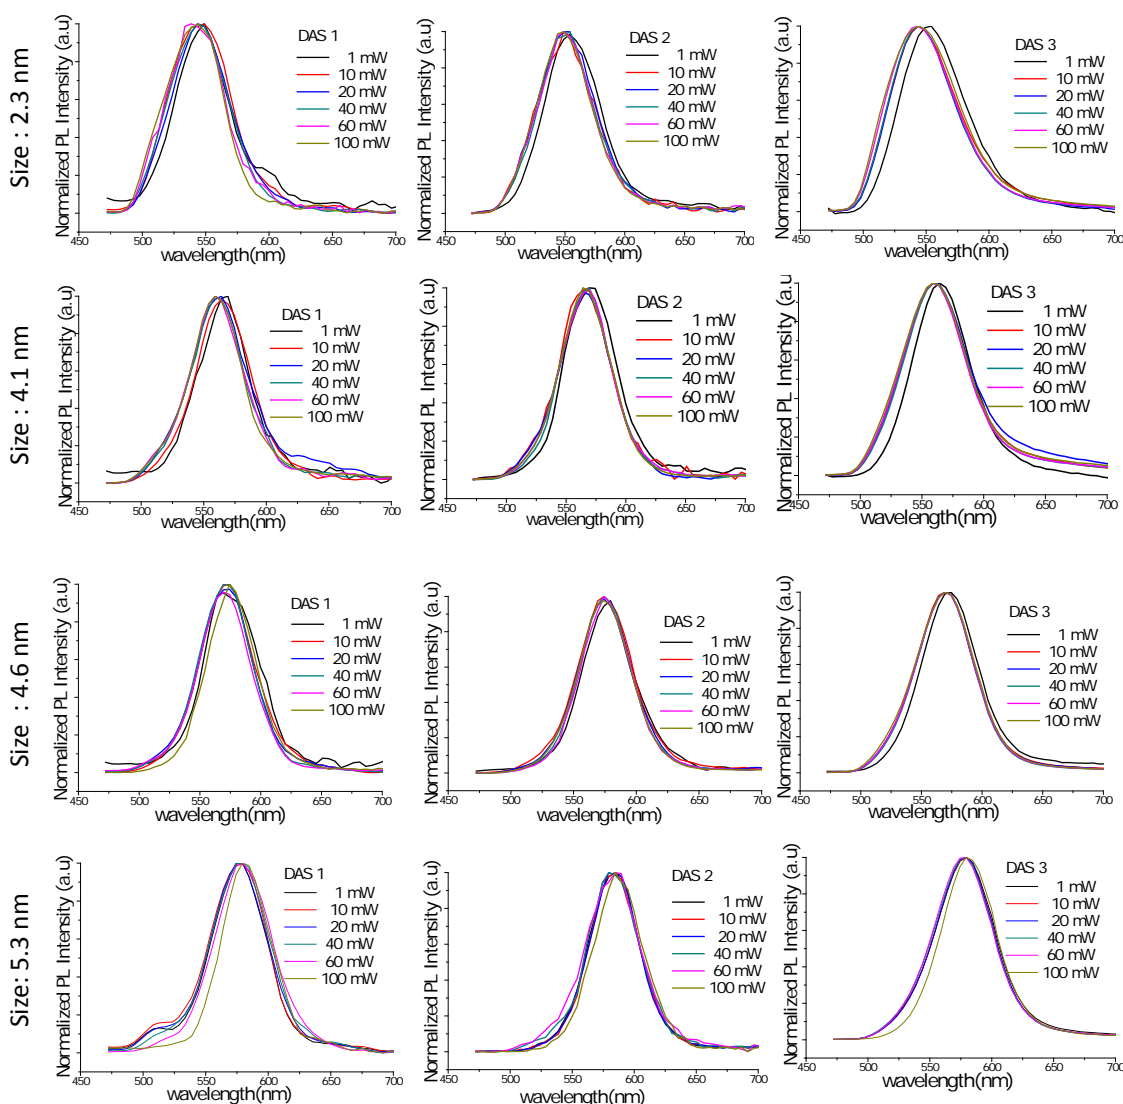 Size : 2.3 nm
Normalized PL Intensity (a.u)
DAS 1
1 mW
10 mW
20 mW
40 mW
60 mW
100 mW
450 500 550 600 650 700
wavelength(nm)
Normalized PL Intensity (a.u)
DAS 2
1 mW
10 mW
20 mW
40 mW
60 mW
100 mW
450 500 550 600 650 700
wavelength(nm)
Normalized PL Intensity (a.u)
DAS 3
1 mW
10 mW
20 mW
40 mW
60 mW
100 mW
450 500 550 600 650 700
wavelength(nm)
Size : 4.1 nm
Normalized PL Intensity (a.u)
DAS 1
1 mW
10 mW
20 mW
40 mW
60 mW
100 mW
450 500 550 600 650 700
wavelength(nm)
Normalized PL Intensity (a.u)
DAS 2
1 mW
10 mW
20 mW
40 mW
60 mW
100 mW
450 500 550 600 650 700
wavelength(nm)
Normalized PL Intensity (a.u
DAS 3
1 mW
10 mW
20 mW
40 mW
60 mW
100 mW
450 500 550 600 650 700
wavelength(nm)
Size : 4.6 nm
Normalized PL Intensity (a.u)
DAS 1
1 mW
10 mW
20 mW
40 mW
60 mW
100 mW
450 500 550 600 650 700
wavelength(nm)
Normalized PL Intensity (a.u)
DAS 2
1 mW
10 mW
20 mW
40 mW
60 mW
100 mW
450 500 550 600 650 700
wavelength(nm)
Normalized PL Intensity (a.u)
DAS 3
1 mW
10 mW
20 mW
40 mW
60 mW
100 mW
450 500 550 600 650 700
wavelength(nm)
Size: 5.3 nm
Normalized PL Intensity (a.u)
DAS 1
1 mW
10 mW
20 mW
40 mW
60 mW
100 mW
450 500 550 600 650 700
wavelength(nm)
Normalized PL Intensity (a.u)
DAS 2
1 mW
10 mW
20 mW
40 mW
60 mW
100 mW
450 500 550 600 650 700
wavelength(nm)
Normalized PL Intensity (a.u)
DAS 3
1 mW
10 mW
20 mW
40 mW
60 mW
100 mW
450 500 550 600 650 700
wavelength(nm)